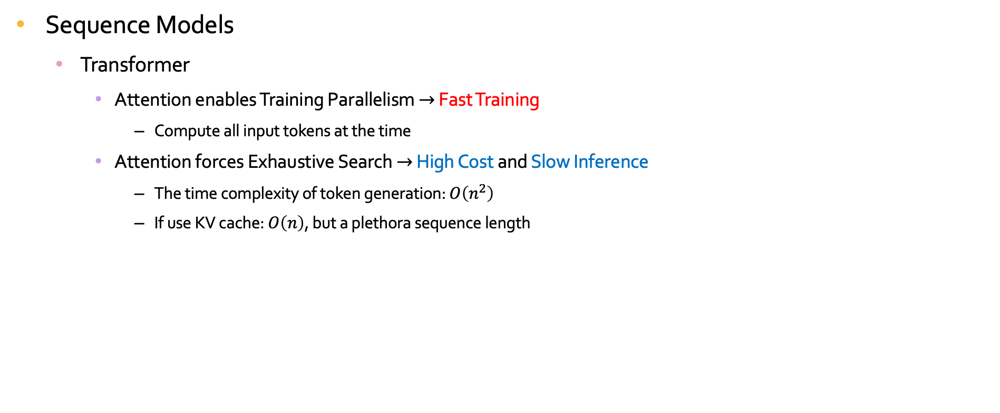 • Sequence Models
• Transformer
• Attention enables Training Parallelism → Fast Training
– Compute all input tokens at the time
• Attention forces Exhaustive Search → High Cost and Slow Inference
– The time complexity of token generation: O(n²)
– If use KV cache: O(n), but a plethora sequence length